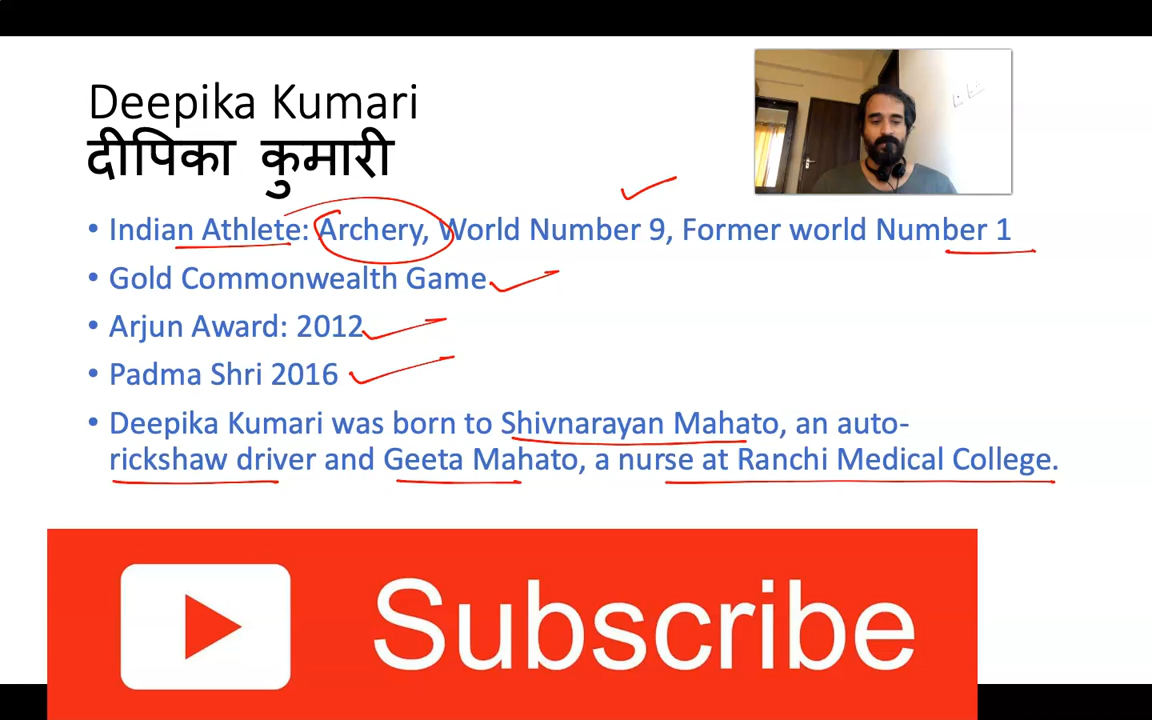 Deepika Kumari
दीपिका कुमारी
• Indian Athlete: Archery, World Number 9, Former world Number 1
• Gold Commonwealth Game
• Arjun Award: 2012
• Padma Shri 2016
• Deepika Kumari was born to Shivnarayan Mahato, an auto-
rickshaw driver and Geeta Mahato, a nurse at Ranchi Medical College.
Subscribe